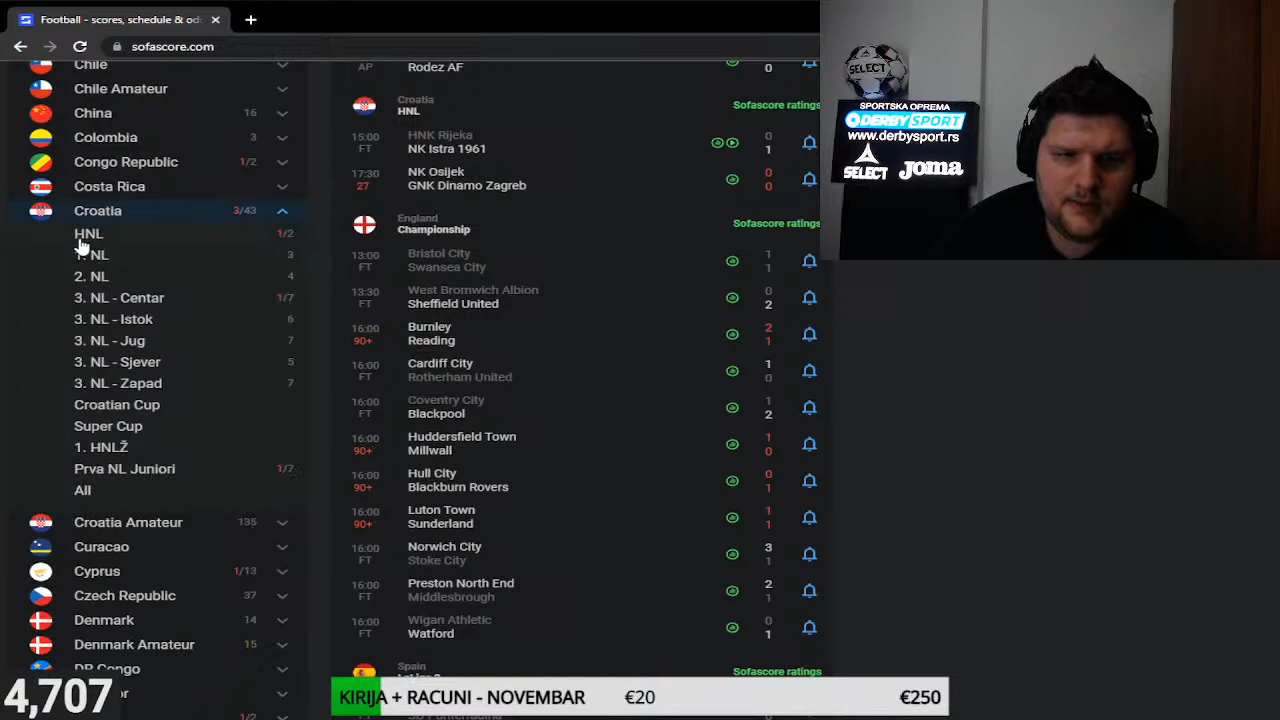 Football – scores, schedule & od
sofascore.com
Chile
Chile Amateur
China 16
Colombia 3
Congo Republic 1/2
Costa Rica
Croatia 3/43
HNL 1/2
1. NL 3
2. NL 4
3. NL - Centar 1/7
3. NL - Istok 6
3. NL - Jug 7
3. NL - Sjever 5
3. NL - Zapad 7
Croatian Cup
Super Cup
1. HNLŽ
Prva NL Juniori 1/7
All
Croatia Amateur 135
Curacao
Cyprus 1/13
Czech Republic 37
Denmark 14
Denmark Amateur 15
DR Congo
1/2
4,707
AP Rodez AF 0
Croatia
HNL Sofascore ratings
15:00 HNK Rijeka 0
FT NK Istra 1961 1
17:30 NK Osijek 0
27 GNK Dinamo Zagreb 0
England
Championship Sofascore ratings
13:00 Bristol City 1
FT Swansea City 1
13:30 West Bromwich Albion 0
FT Sheffield United 2
16:00 Burnley 2
90+ Reading 1
16:00 Cardiff City 1
FT Rotherham United 0
16:00 Coventry City 1
FT Blackpool 2
16:00 Huddersfield Town 1
90+ Millwall 0
16:00 Hull City 0
90+ Blackburn Rovers 1
16:00 Luton Town 1
90+ Sunderland 1
16:00 Norwich City 3
FT Stoke City 1
16:00 Preston North End 2
FT Middlesbrough 1
16:00 Wigan Athletic 0
FT Watford 1
Spain
Sofascore ratings
KIRIJA + RACUNI - NOVEMBAR €20 €250
SELECT
SPORTSKA OPREMA
DERBYSPORT
www.derbysport.rs
SELECT
Joma